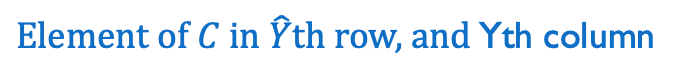 Element of C in Ŷth row, and Yth column